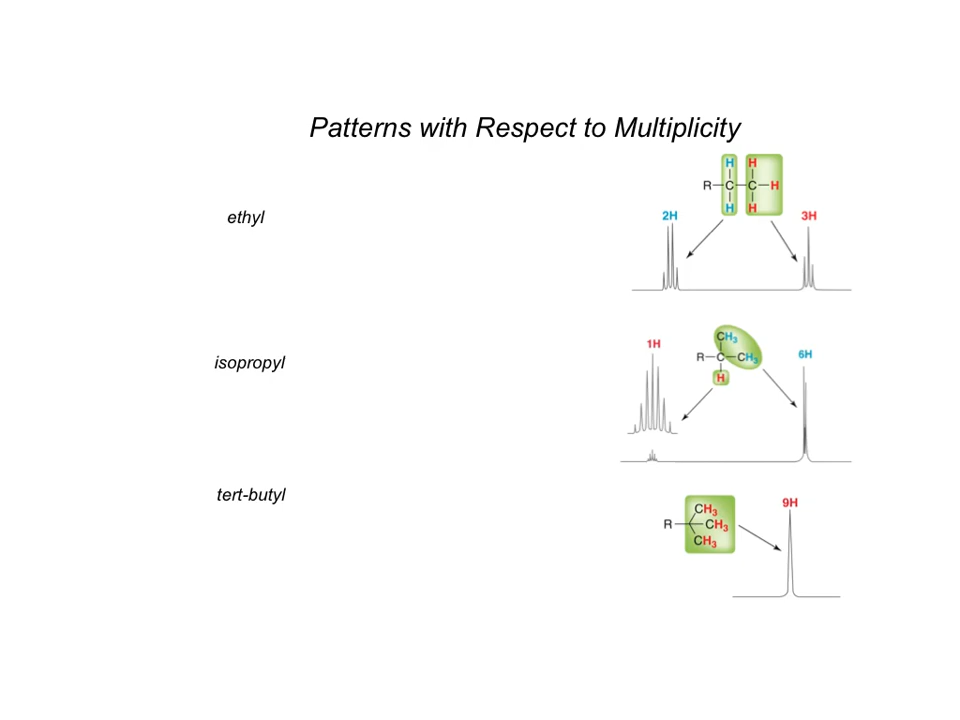 Patterns with Respect to Multiplicity
ethyl
H H
R—C—C—H
H H
2H
3H
isopropyl
1H
CH3
R—C—CH3
H
6H
tert-butyl
CH3
R CH3
CH3
9H